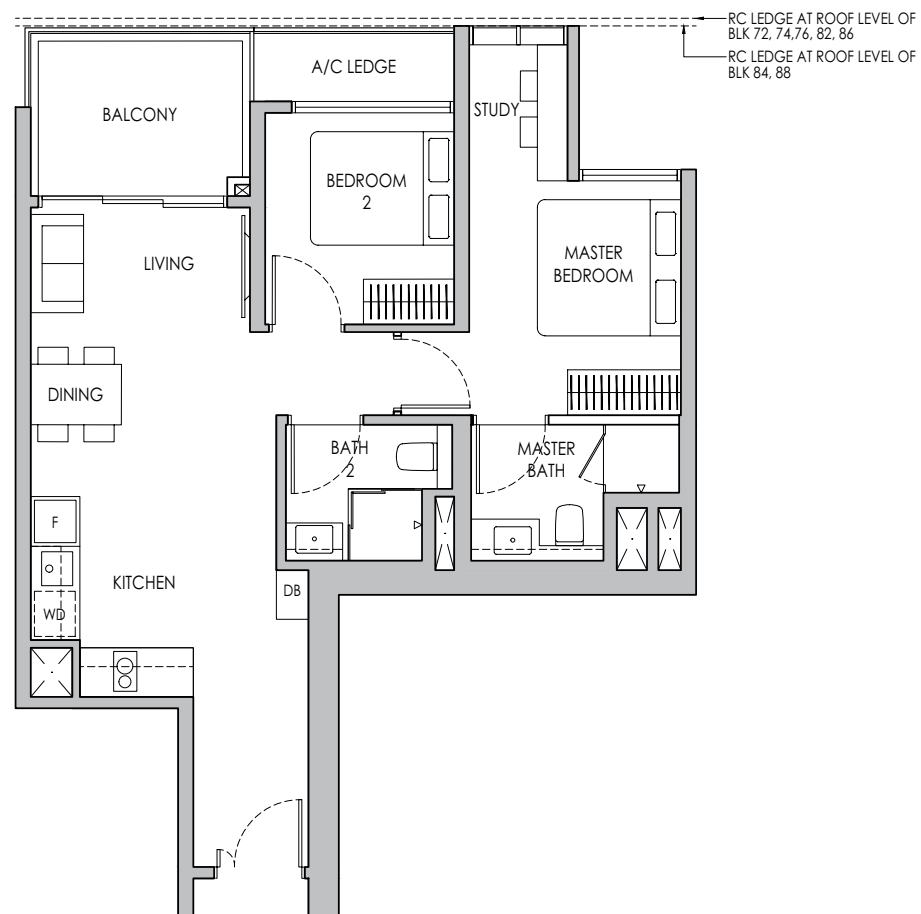 RC LEDGE AT ROOF LEVEL OF
BLK 72, 74,76, 82, 86
RC LEDGE AT ROOF LEVEL OF
BLK 84, 88
A/C LEDGE
BALCONY
STUDY
BEDROOM
2
LIVING
MASTER
BEDROOM
DINING
BATH
2
MASTER
BATH
F
KITCHEN
DB
WD